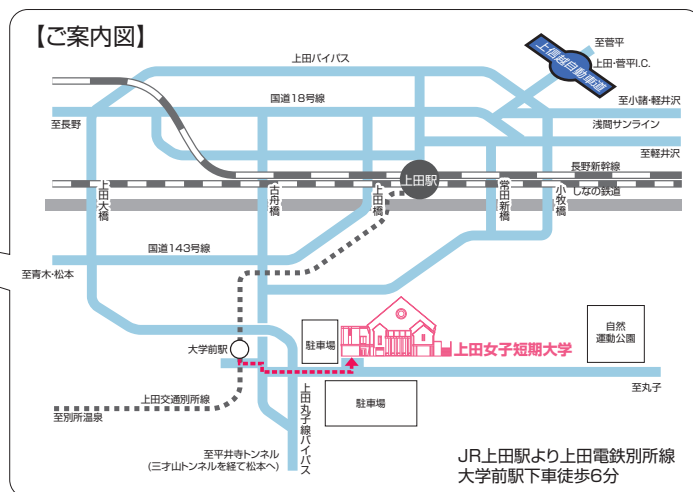 【ご案内図】
上田バイパス
至菅平
上信越自動車道
上田・菅平I.C.
国道18号線
至小諸・軽井沢
至長野
浅間サンライン
至軽井沢
長野新幹線
上田駅
しなの鉄道
上田大橋
古舟橋
上田橋
常田新橋
小牧橋
国道143号線
至青木・松本
駐車場
自然
運動公園
大学前駅
上田女子短期大学
上田交通別所線
至別所温泉
上田丸子線バイパス
駐車場
至丸子
至平井寺トンネル
(三才山トンネルを経て松本へ)
JR上田駅より上田電鉄別所線
大学前駅下車徒歩6分